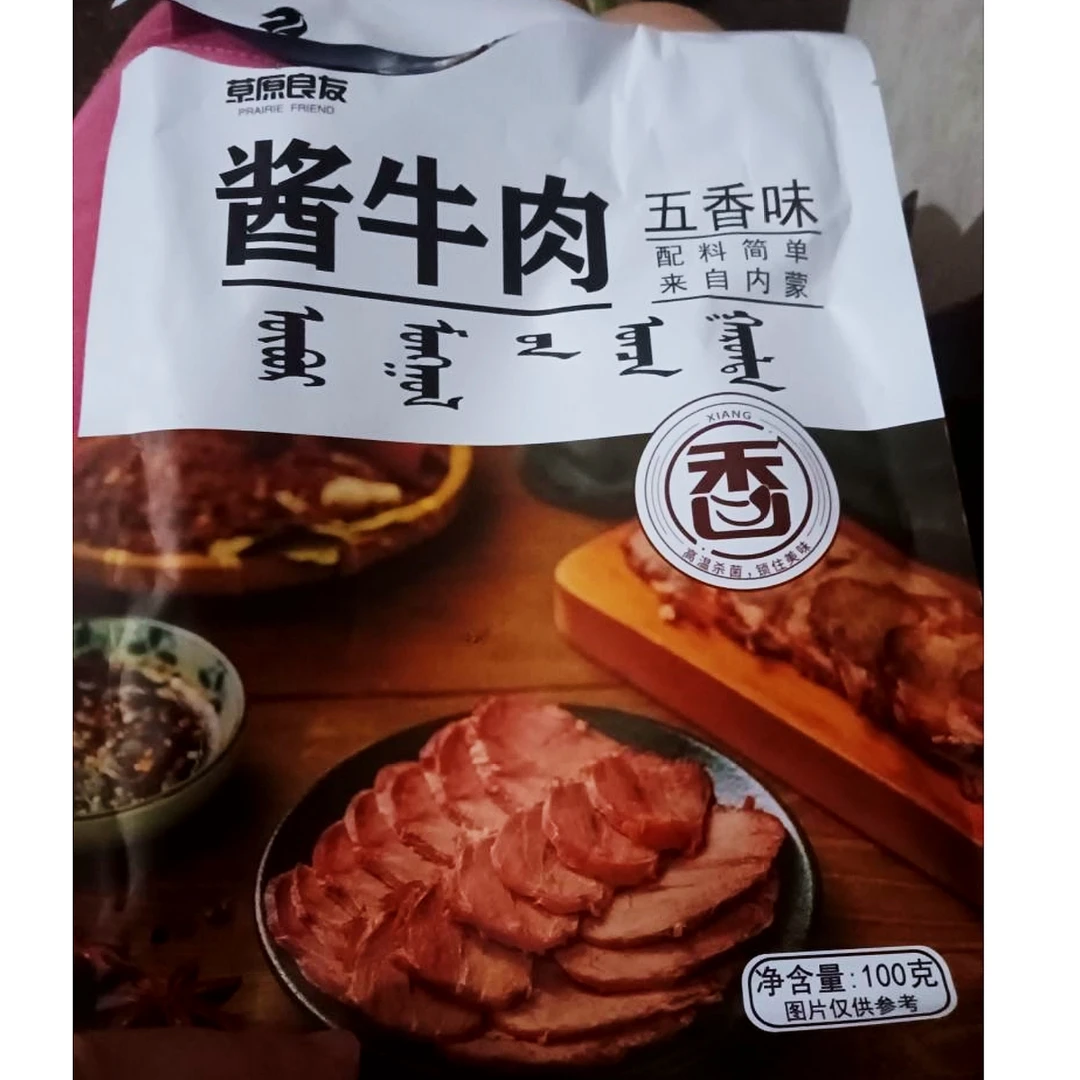 草原良友
PRAIRIE FRIEND
酱牛肉
五香味
配料简单
来自内蒙
XIANG
香
高温杀菌,锁住美味
净含量:100克
图片仅供参考